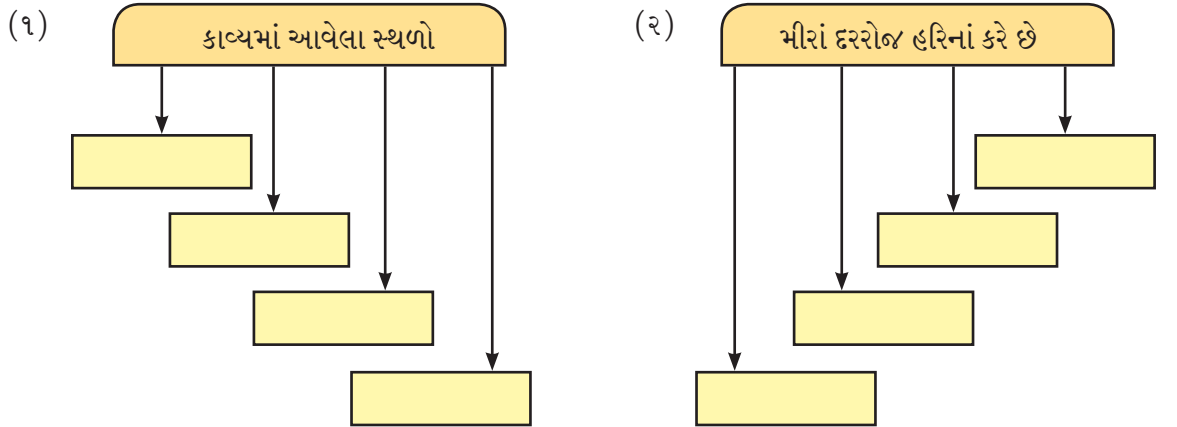 (૧) કાવ્યમાં આવેલા સ્થળો
(૨) મીરાં દરરોજ હરિનાં કરે છે